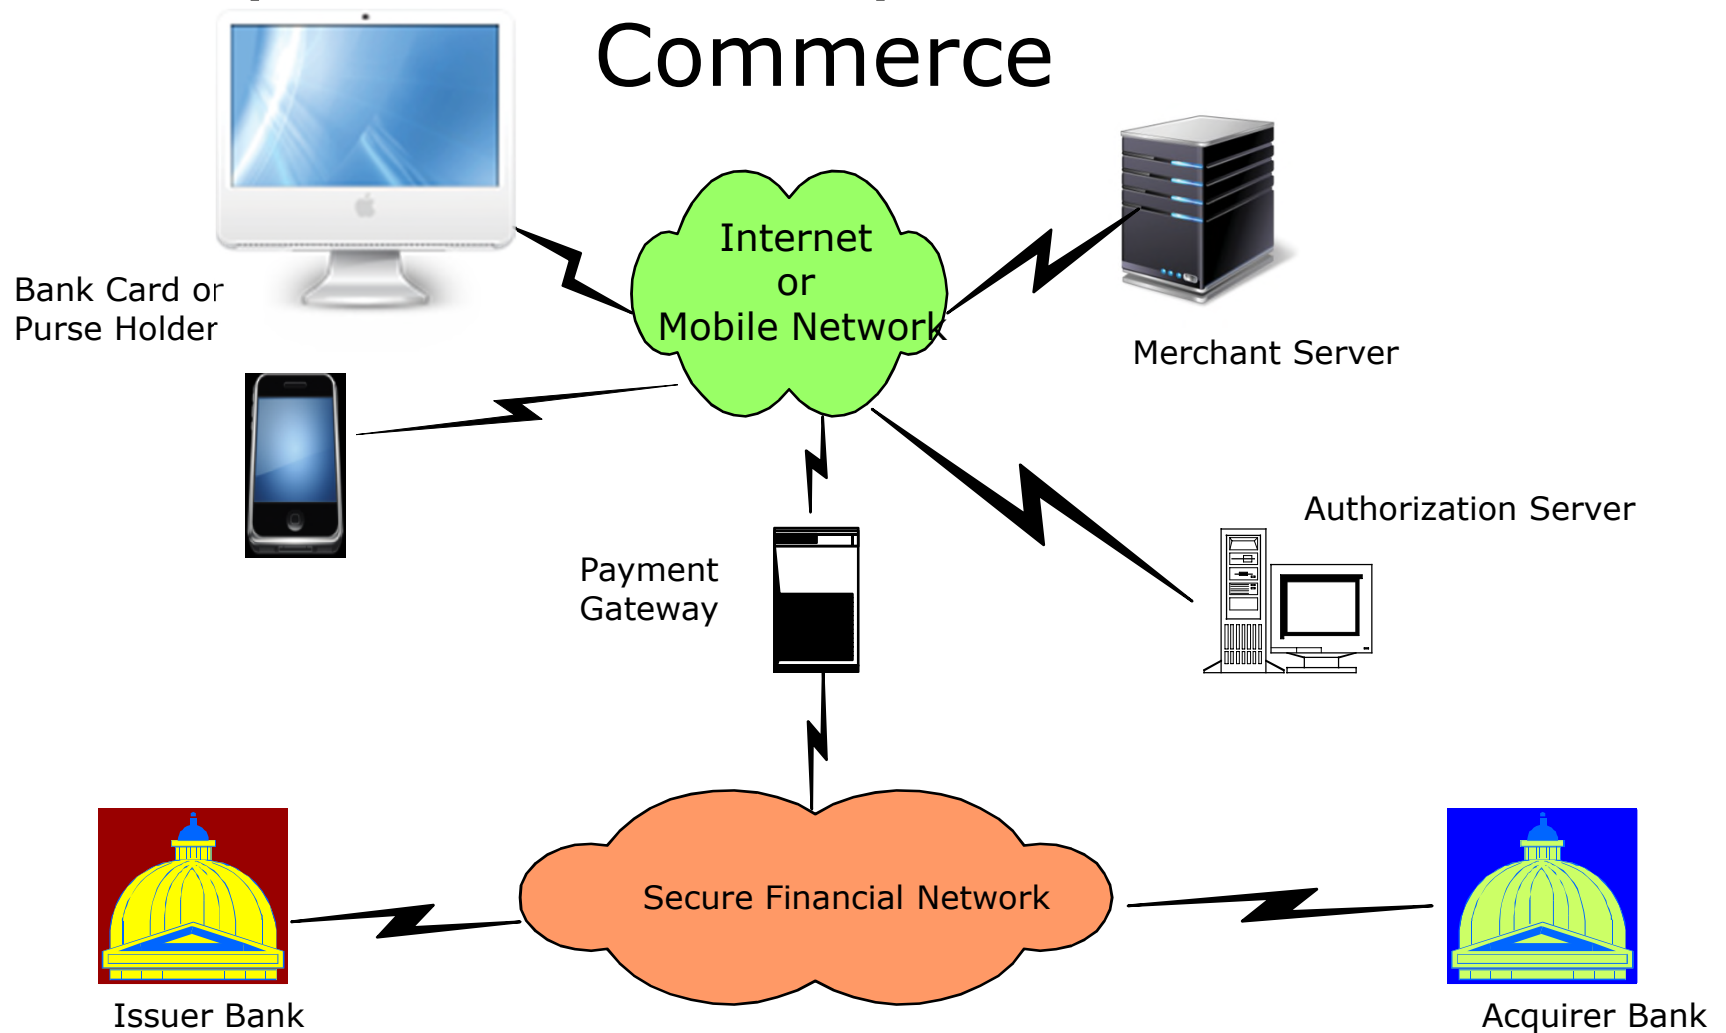 Commerce
Internet
or
Mobile Network
Bank Card or
Purse Holder
Merchant Server
Authorization Server
Payment
Gateway
Secure Financial Network
Issuer Bank
Acquirer Bank